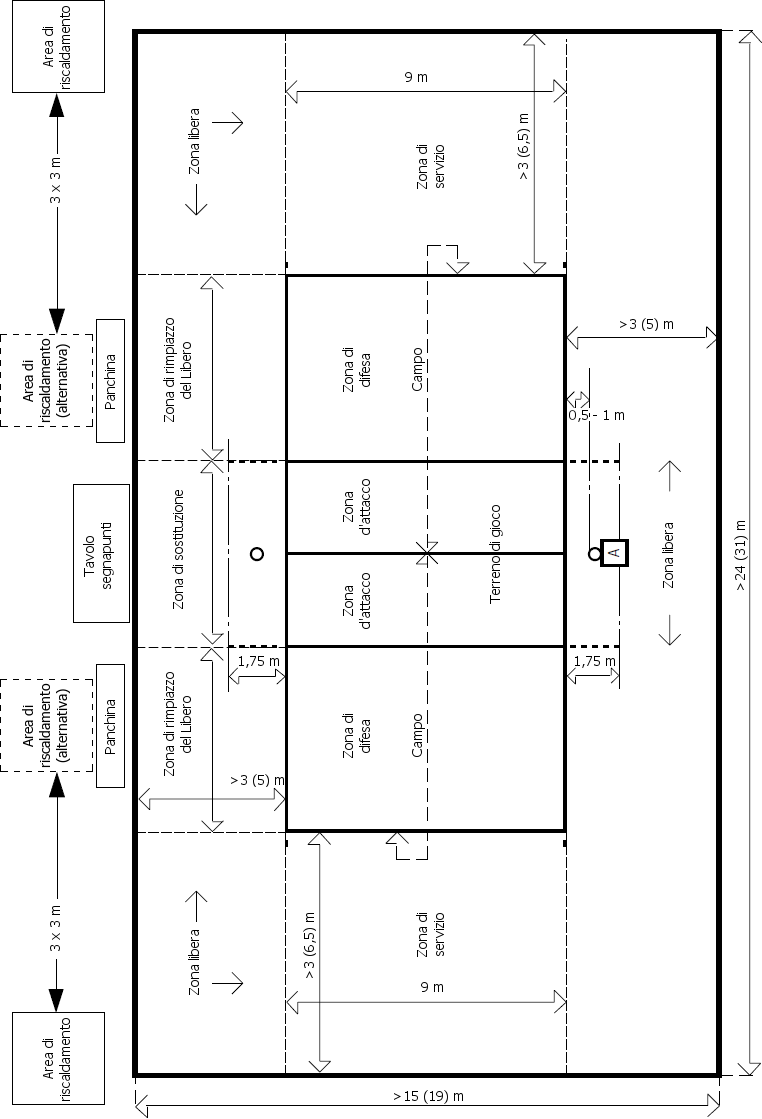 Area di
riscaldamento
3 x 3 m
Area di
riscaldamento
(alternativa)
Panchina
Tavolo
segnapunti
Area di
riscaldamento
(alternativa)
Panchina
3 x 3 m
Area di
riscaldamento
Zona libera
9 m
Zona di
servizio
>3 (6,5) m
Zona di rimpiazzo
del Libero
Zona di
difesa
Campo
>3 (5) m
0,5 - 1 m
Zona di sostituzione
Zona
d'attacco
Zona
d'attacco
Terreno di gioco
A
Zona libera
>24 (31) m
1,75 m
1,75 m
Zona di rimpiazzo
del Libero
Zona di
difesa
Campo
>3 (5) m
Zona libera
>3 (6,5) m
Zona di
servizio
9 m
>15 (19) m